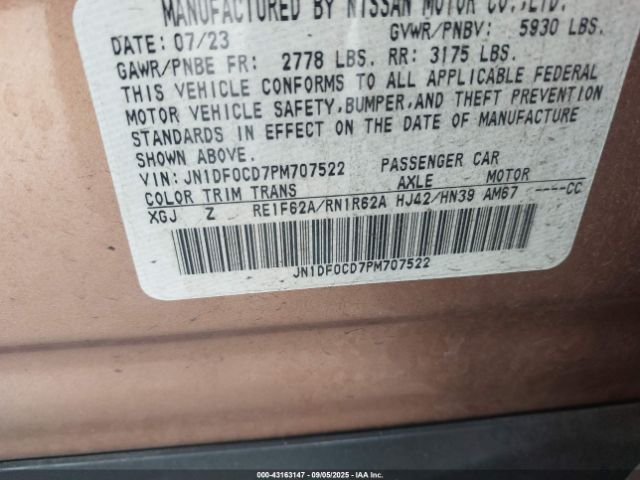 MANUFACTURED BY NISSAN MOTOR CO.,LTD.
DATE: 07/23 GVWR/PNBV: 5930 LBS.
GAWR/PNBE FR: 2778 LBS. RR: 3175 LBS.
THIS VEHICLE CONFORMS TO ALL APPLICABLE FEDERAL
MOTOR VEHICLE SAFETY,BUMPER,AND THEFT PREVENTION
STANDARDS IN EFFECT ON THE DATE OF MANUFACTURE
SHOWN ABOVE.
VIN: JN1DF0CD7PM707522 PASSENGER CAR
COLOR TRIM TRANS AXLE MOTOR
XGJ Z RE1F62A/RN1R62A HJ42/HN39 AM67 ----CC
JN1DF0CD7PM707522
000-43163147 - 09/05/2025 - IAA Inc.